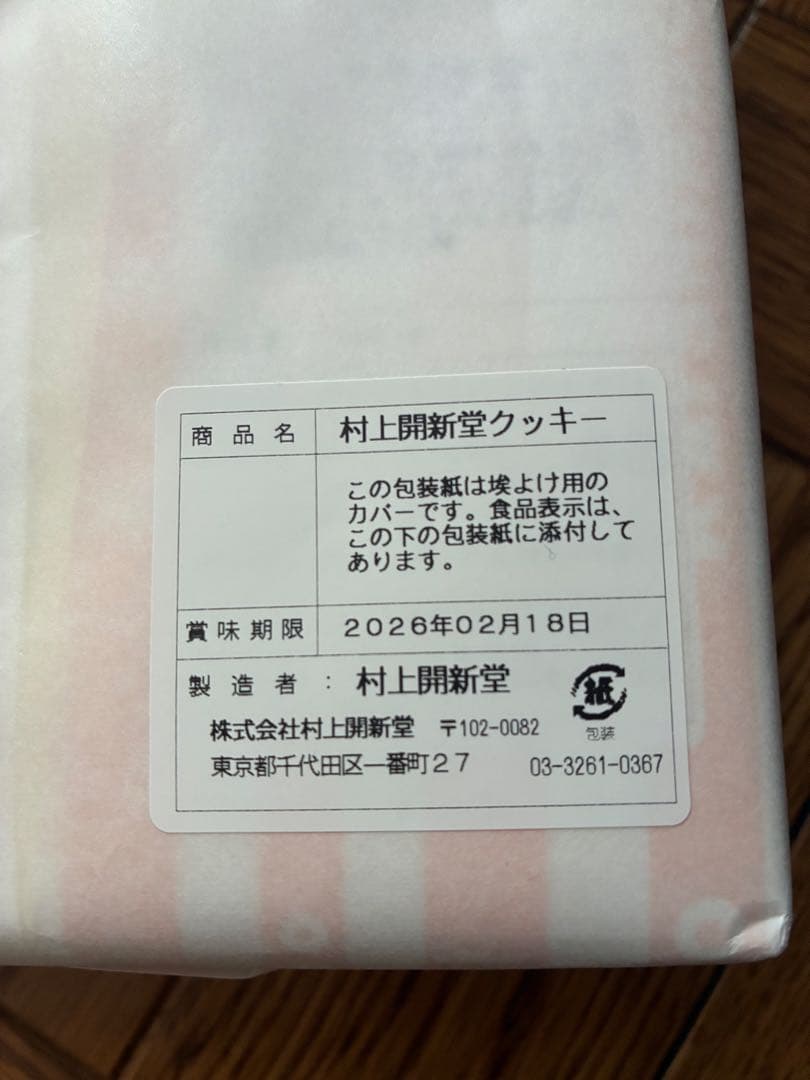 商品名 村上開新堂クッキー
この包装紙は埃よけ用の
カバーです。食品表示は、
この下の包装紙に添付して
あります。
賞味期限 2026年02月18日
製造者：村上開新堂
紙
包装
株式会社村上開新堂 〒102-0082
東京都千代田区一番町27 03-3261-0367